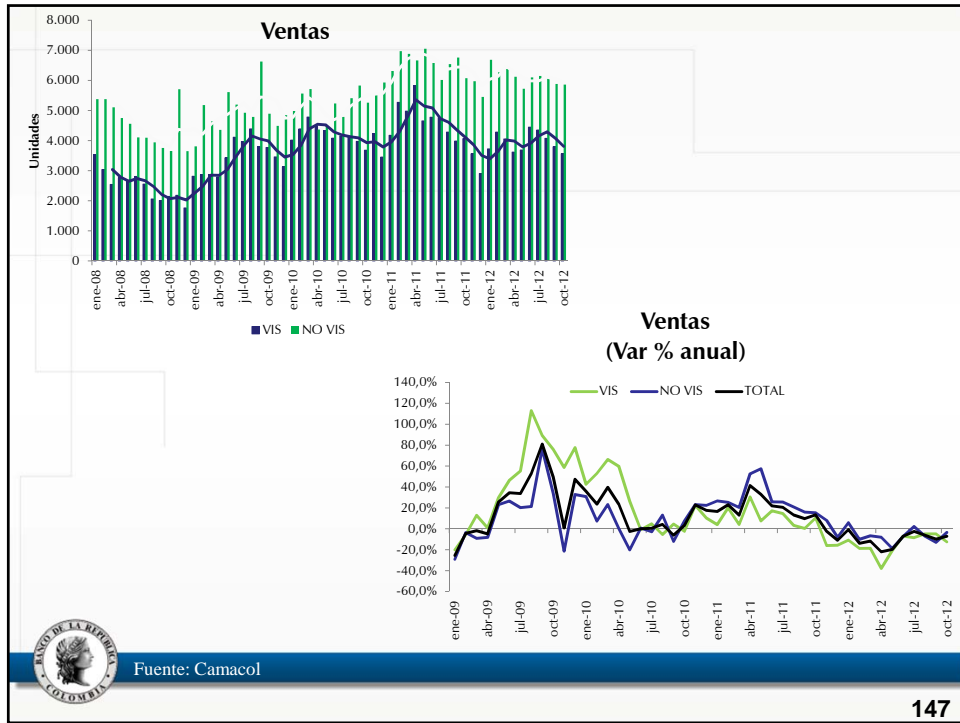 Ventas
Unidades
8.000
7.000
6.000
5.000
4.000
3.000
2.000
1.000
0
ene-08
abr-08
jul-08
oct-08
ene-09
abr-09
jul-09
oct-09
ene-10
abr-10
jul-10
oct-10
ene-11
abr-11
jul-11
oct-11
ene-12
abr-12
jul-12
oct-12
VIS NO VIS
Ventas
(Var % anual)
VIS NO VIS TOTAL
140,0%
120,0%
100,0%
80,0%
60,0%
40,0%
20,0%
0,0%
-20,0%
-40,0%
-60,0%
ene-09
abr-09
jul-09
oct-09
ene-10
abr-10
jul-10
oct-10
ene-11
abr-11
jul-11
oct-11
ene-12
abr-12
jul-12
oct-12
BANCO DE LA REPUBLICA
COLOMBIA
Fuente: Camacol
147